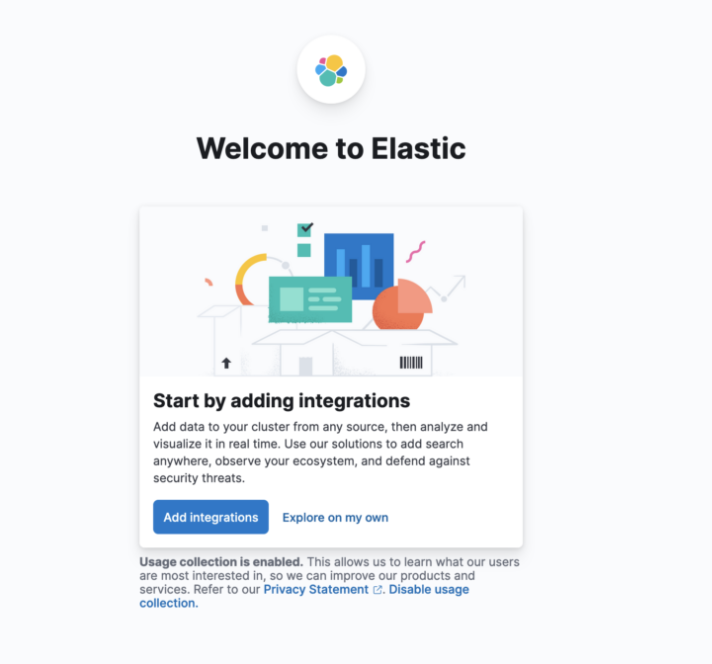 Welcome to Elastic
Start by adding integrations
Add data to your cluster from any source, then analyze and
visualize it in real time. Use our solutions to add search
anywhere, observe your ecosystem, and defend against
security threats.
Add integrations Explore on my own
Usage collection is enabled. This allows us to learn what our users
are most interested in, so we can improve our products and
services. Refer to our Privacy Statement. Disable usage
collection.